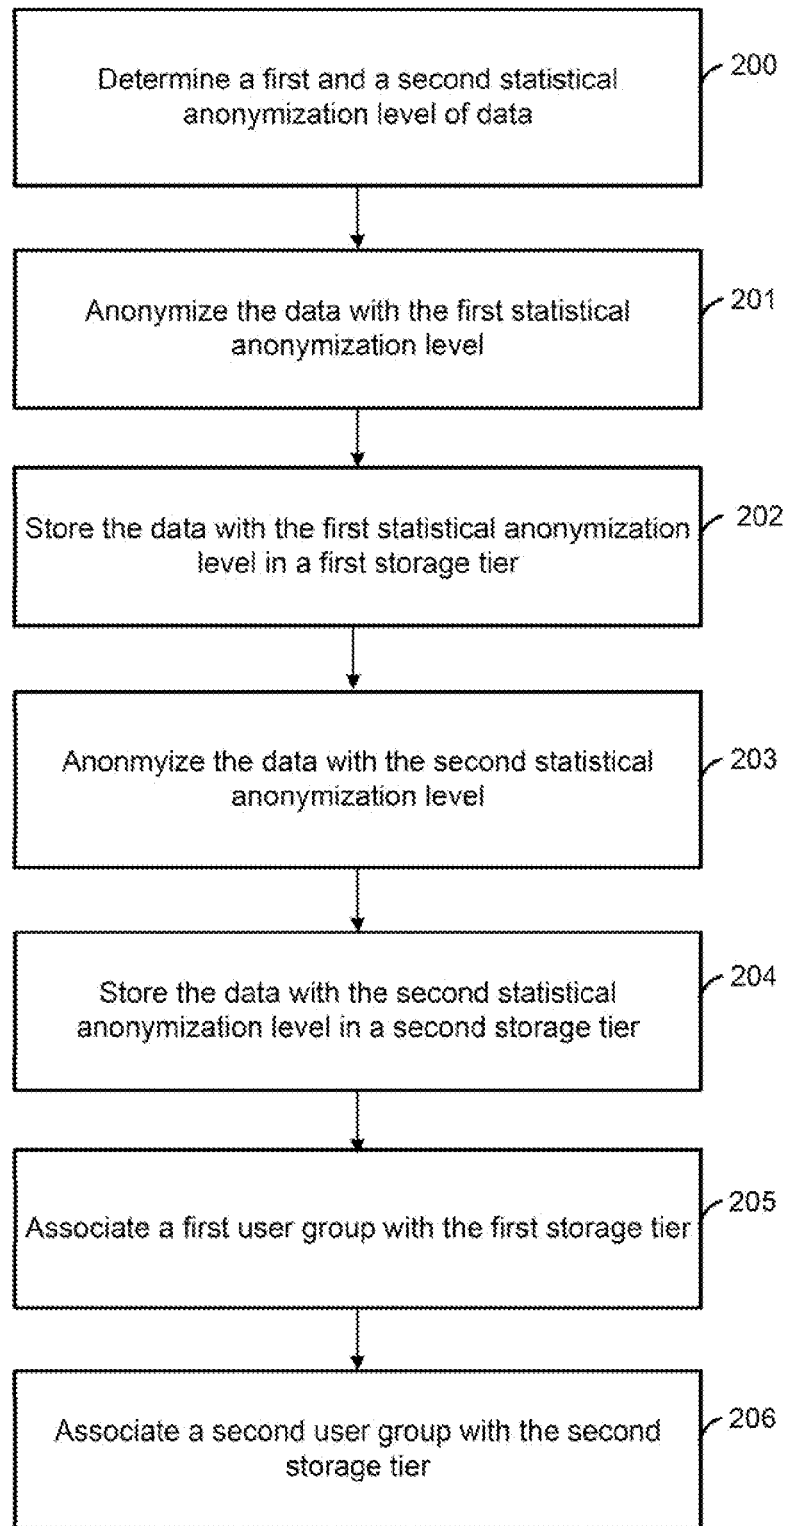 Determine a first and a second statistical
anonymization level of data
200
Anonymize the data with the first statistical
anonymization level
201
Store the data with the first statistical anonymization
level in a first storage tier
202
Anonmyize the data with the second statistical
anonymization level
203
Store the data with the second statistical
anonymization level in a second storage tier
204
Associate a first user group with the first storage tier
205
Associate a second user group with the second
storage tier
206